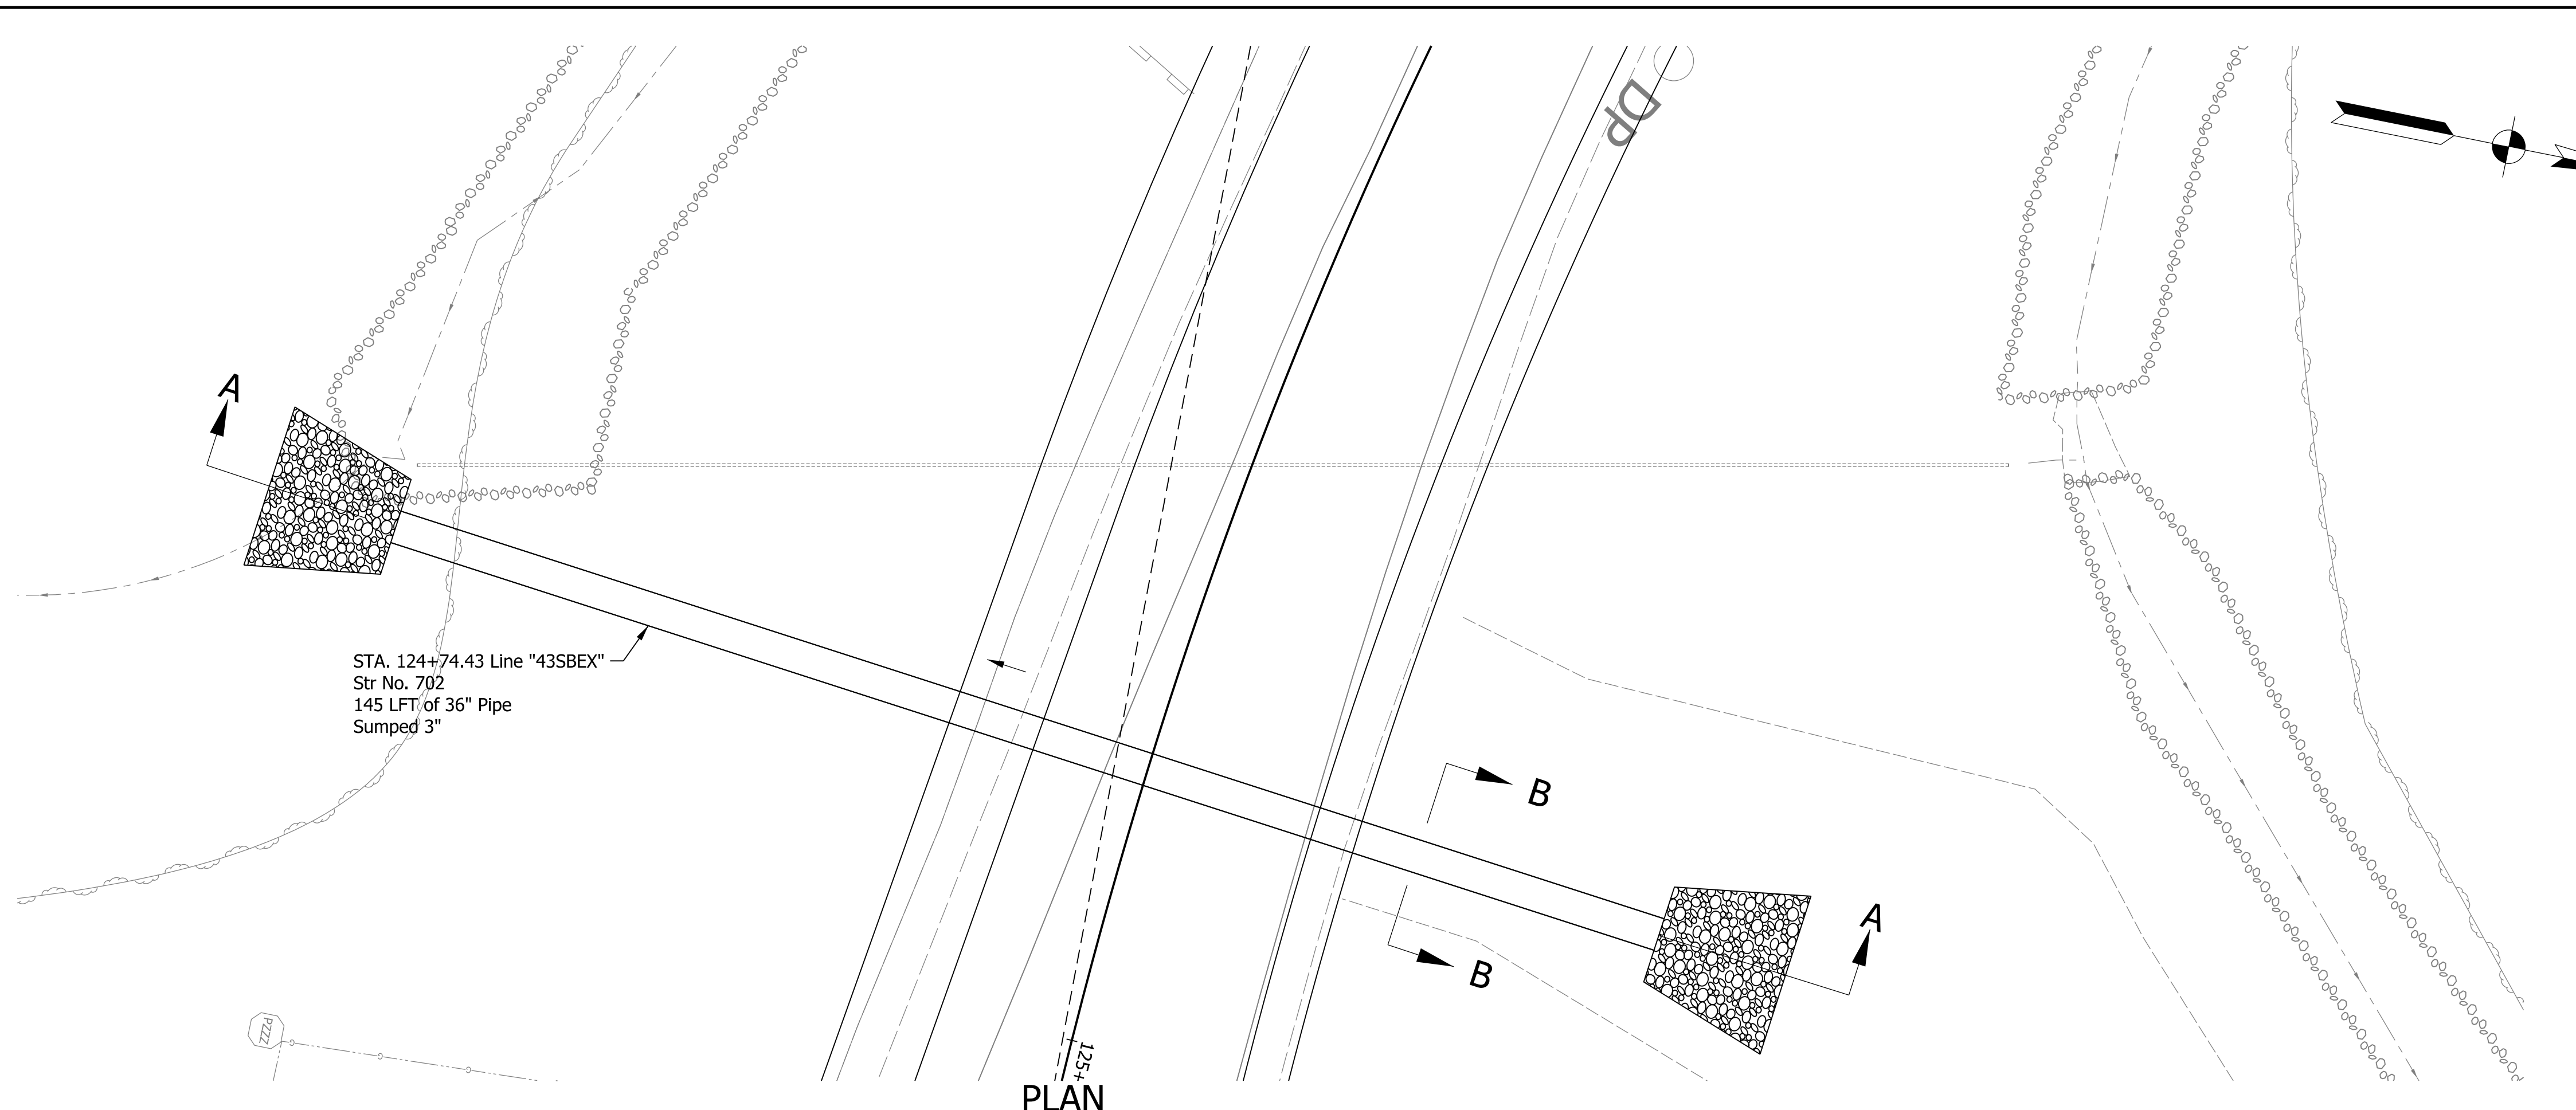 DP
A
STA. 124+74.43 Line "43SBEX"
Str No. 702
145 LFT of 36" Pipe
Sumped 3"
B
B
A
PZZZ
125+
PLAN